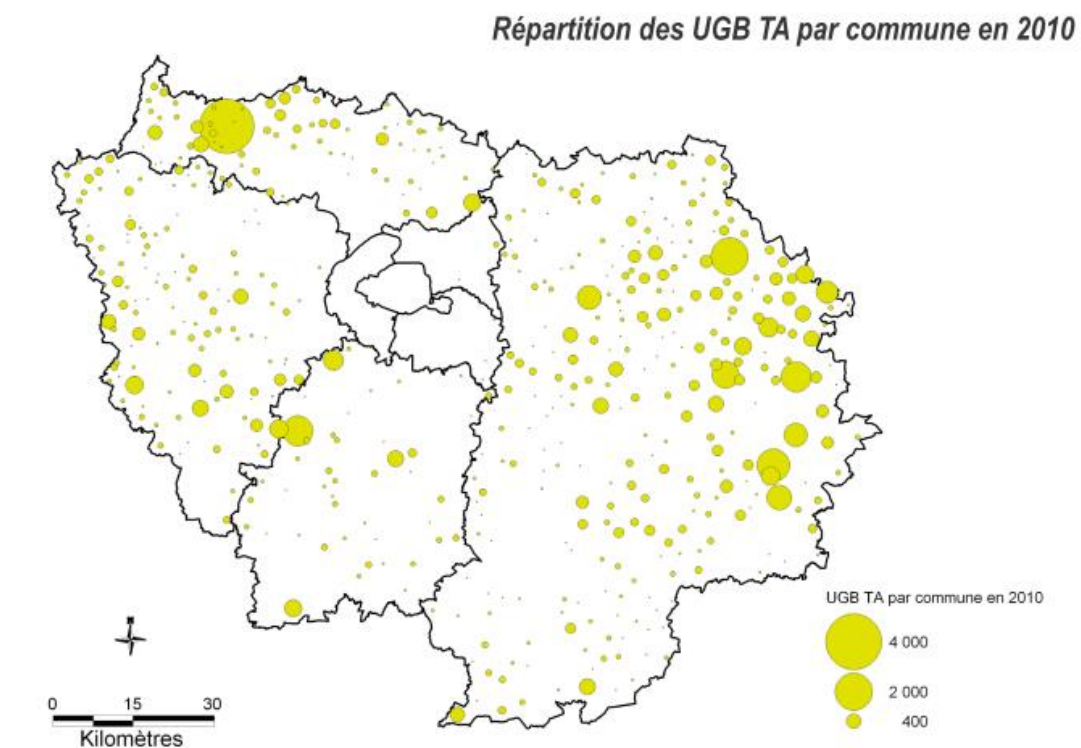 Répartition des UGB TA par commune en 2010
UGB TA par commune en 2010
4 000
2 000
400
N
0 15 30
Kilomètres